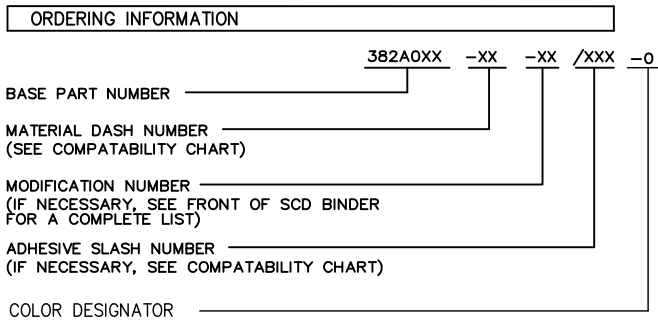 ORDERING INFORMATION
382A0XX -XX -XX /XXX -0
BASE PART NUMBER
MATERIAL DASH NUMBER
(SEE COMPATABILITY CHART)
MODIFICATION NUMBER
(IF NECESSARY, SEE FRONT OF SCD BINDER
FOR A COMPLETE LIST)
ADHESIVE SLASH NUMBER
(IF NECESSARY, SEE COMPATABILITY CHART)
COLOR DESIGNATOR